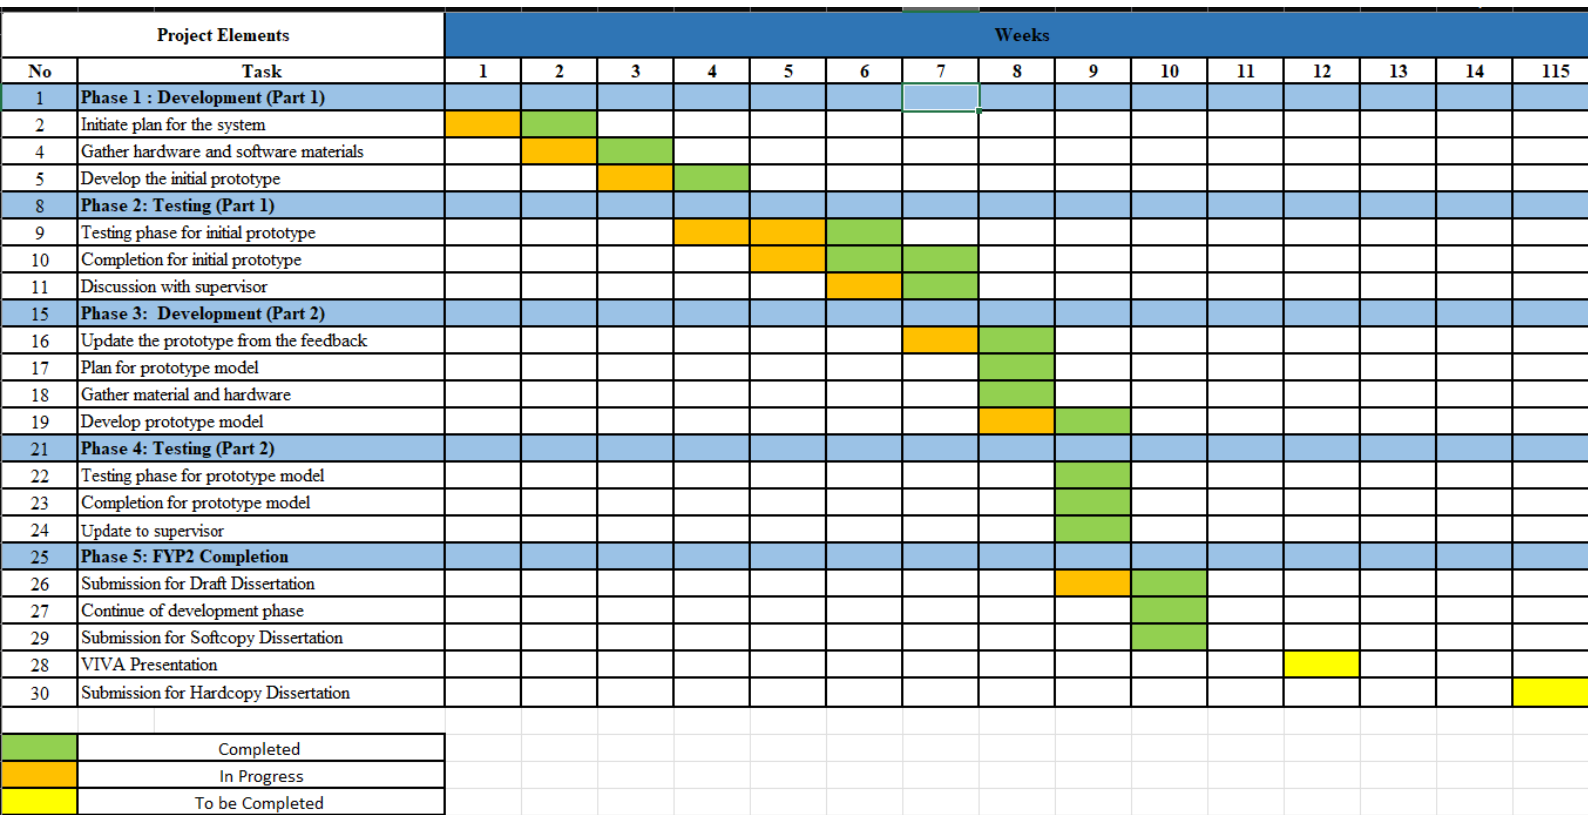 Project Elements Weeks
No Task 1 2 3 4 5 6 7 8 9 10 11 12 13 14 115
1 Phase 1 : Development (Part 1)
2 Initiate plan for the system
4 Gather hardware and software materials
5 Develop the initial prototype
8 Phase 2: Testing (Part 1)
9 Testing phase for initial prototype
10 Completion for initial prototype
11 Discussion with supervisor
15 Phase 3: Development (Part 2)
16 Update the prototype from the feedback
17 Plan for prototype model
18 Gather material and hardware
19 Develop prototype model
21 Phase 4: Testing (Part 2)
22 Testing phase for prototype model
23 Completion for prototype model
24 Update to supervisor
25 Phase 5: FYP2 Completion
26 Submission for Draft Dissertation
27 Continue of development phase
29 Submission for Softcopy Dissertation
28 VIVA Presentation
30 Submission for Hardcopy Dissertation
Completed
In Progress
To be Completed